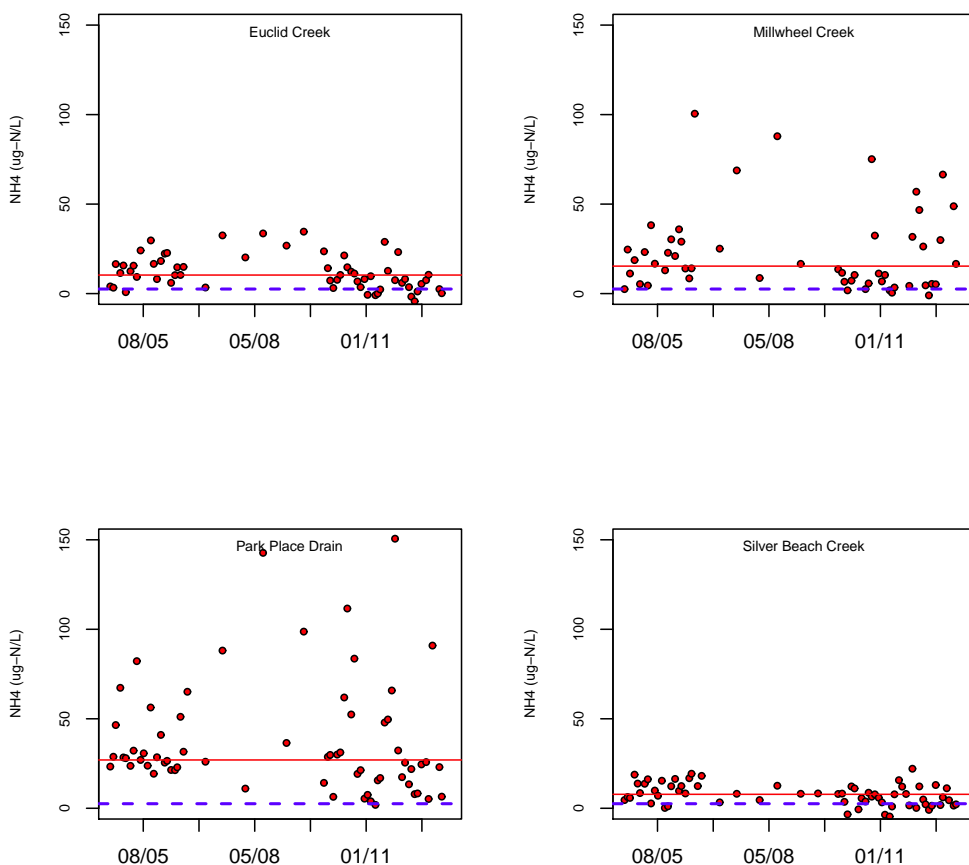 Euclid Creek
NH4 (ug−N/L)
150
100
50
0
08/05 05/08 01/11
Millwheel Creek
NH4 (ug−N/L)
150
100
50
0
08/05 05/08 01/11
Park Place Drain
NH4 (ug−N/L)
150
100
50
0
08/05 05/08 01/11
Silver Beach Creek
NH4 (ug−N/L)
150
100
50
0
08/05 05/08 01/11